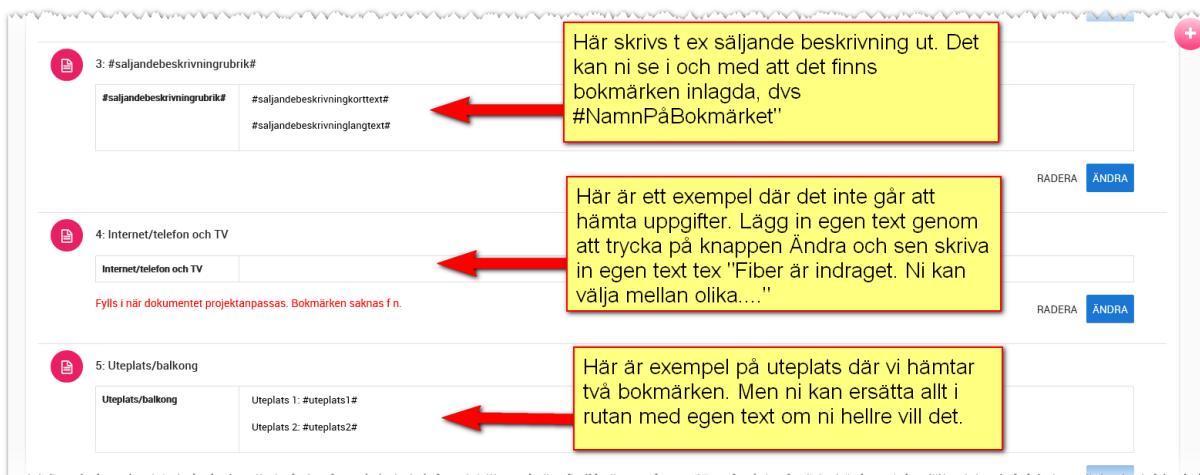 3: #saljandebeskrivningrubrik#
#saljandebeskrivningrubrik#
#saljandebeskrivningkorttext#
#saljandebeskrivninglangtext#
Här skrivs t ex säljande beskrivning ut. Det
kan ni se i och med att det finns
bokmärken inlagda, dvs
#NamnPåBokmärket"
RADERA ÄNDRA
4: Internet/telefon och TV
Internet/telefon och TV
Fylls i när dokumentet projektanpassas. Bokmärken saknas f n.
Här är ett exempel där det inte går att
hämta uppgifter. Lägg in egen text genom
att trycka på knappen Ändra och sen skriva
in egen text tex "Fiber är indraget. Ni kan
välja mellan olika...."
RADERA ÄNDRA
5: Uteplats/balkong
Uteplats/balkong
Uteplats 1: #uteplats1#
Uteplats 2: #uteplats2#
Här är exempel på uteplats där vi hämtar
två bokmärken. Men ni kan ersätta allt i
rutan med egen text om ni hellre vill det.